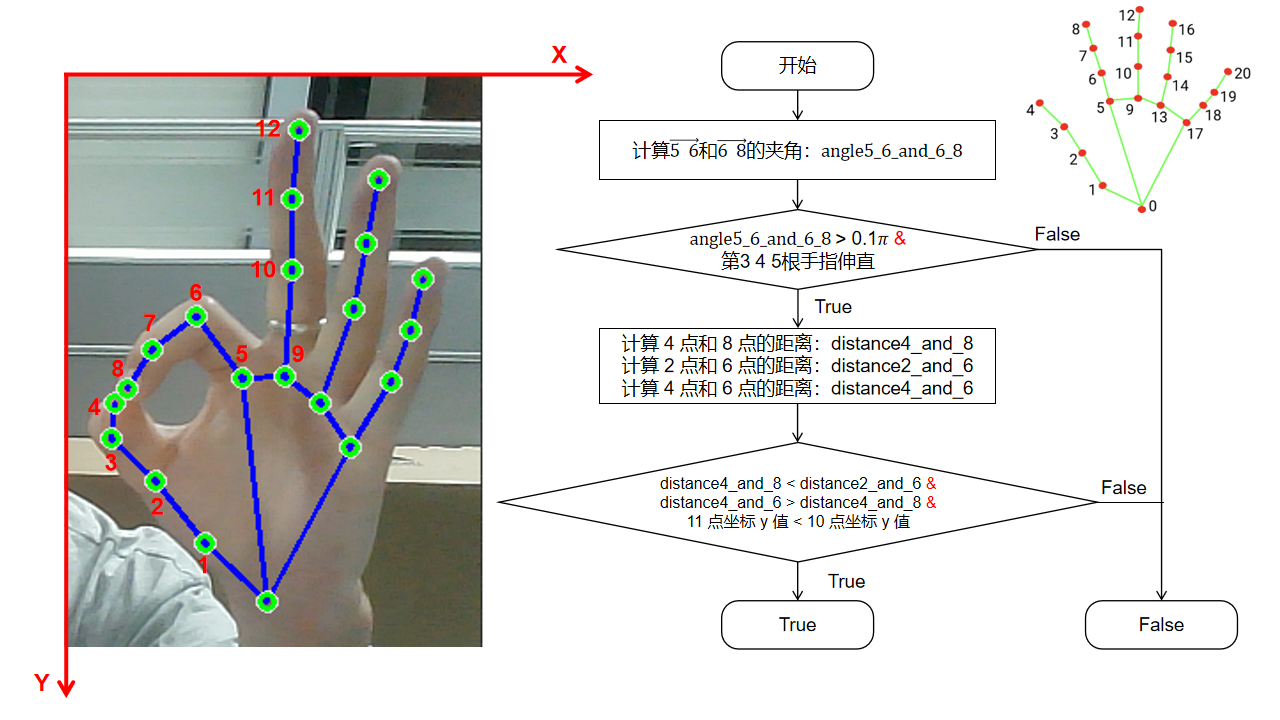 X
Y
12
11
10
9
8
7
6
5
4
3
2
1
开始
计算5 6和6 8的夹角：angle5_6_and_6_8
angle5_6_and_6_8 > 0.1π &
第3 4 5根手指伸直
False
True
计算 4 点和 8 点的距离：distance4_and_8
计算 2 点和 6 点的距离：distance2_and_6
计算 4 点和 6 点的距离：distance4_and_6
distance4_and_8 < distance2_and_6 &
distance4_and_6 > distance4_and_8 &
11 点坐标 y 值 < 10 点坐标 y 值
False
True
True
False
12
8
16
11
7
15
10
6
14
20
19
4
5
9
13
18
3
17
2
1
0